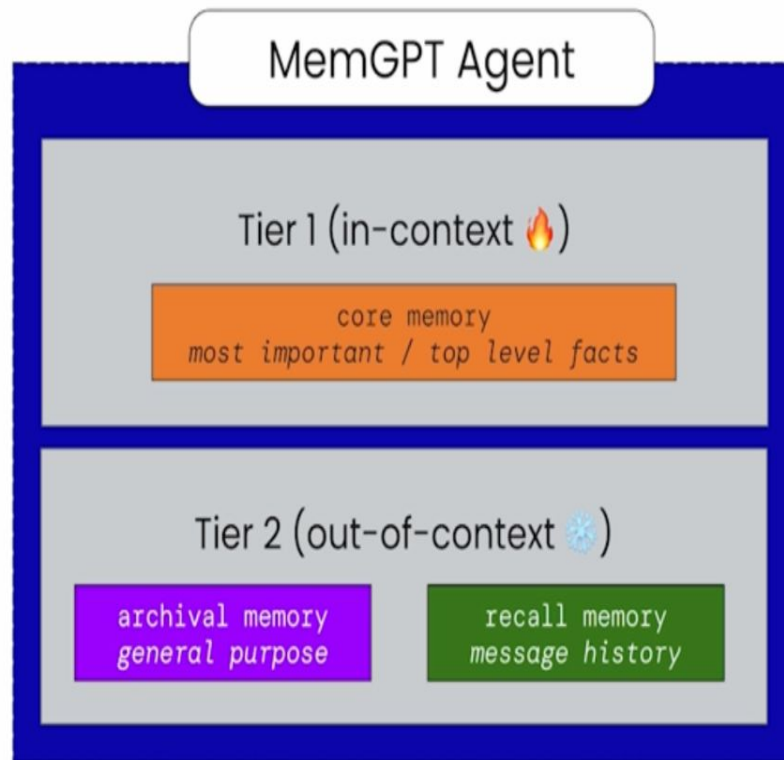 MemGPT Agent
Tier 1 (in-context 🔥)
core memory
most important / top level facts
Tier 2 (out-of-context ❄️)
archival memory
general purpose
recall memory
message history